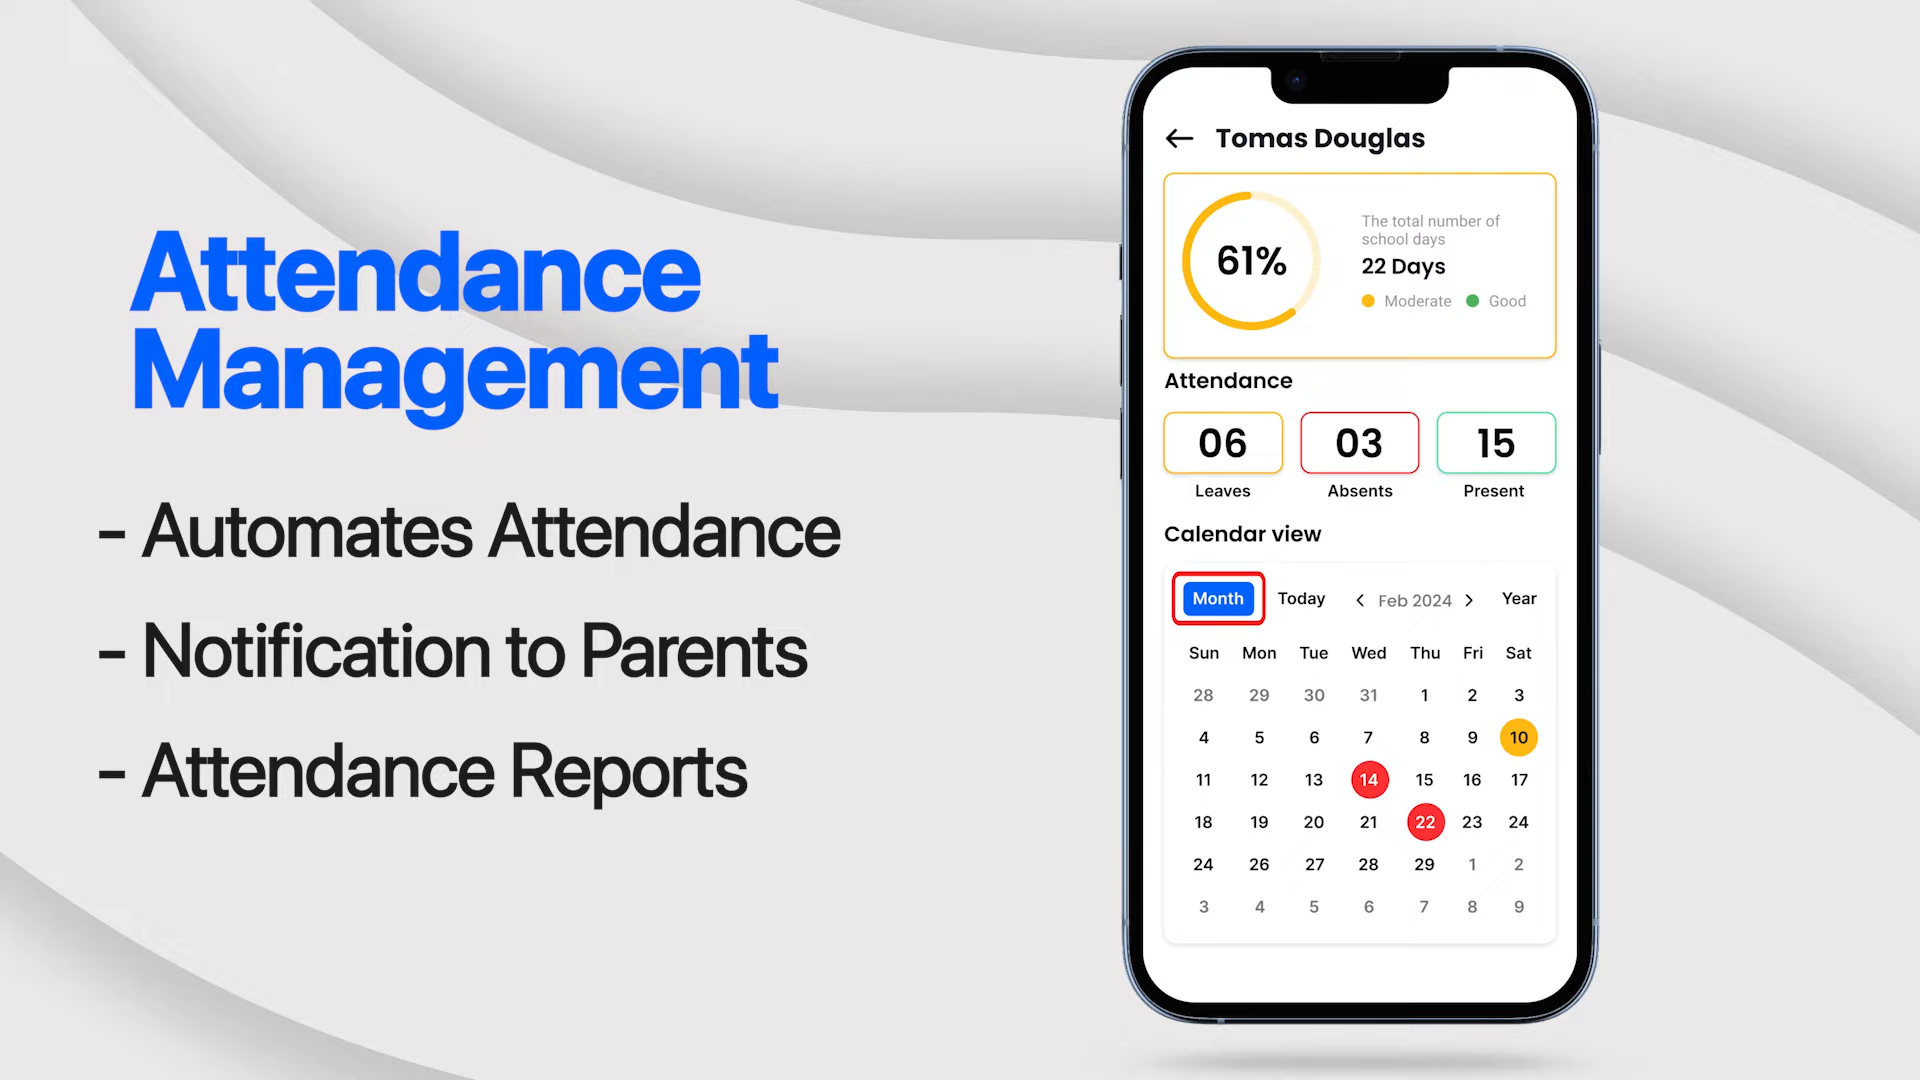 Attendance
Management
- Automates Attendance
- Notification to Parents
- Attendance Reports
Tomas Douglas
61%
The total number of
school days
22 Days
Moderate Good
Attendance
06 03 15
Leaves Absents Present
Calendar view
Month Today < Feb 2024 > Year
Sun Mon Tue Wed Thu Fri Sat
28 29 30 31 1 2 3
4 5 6 7 8 9 10
11 12 13 14 15 16 17
18 19 20 21 22 23 24
24 26 27 28 29 1 2
3 4 5 6 7 8 9